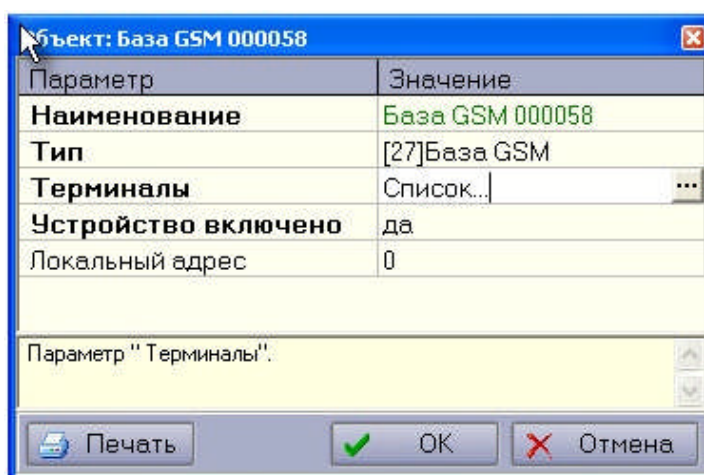 бъект: База GSM 000058
Параметр Значение
Наименование База GSM 000058
Тип [27]База GSM
Терминалы Список... ...
Устройство включено да
Локальный адрес 0
Параметр " Терминалы".
Печать OK Отмена